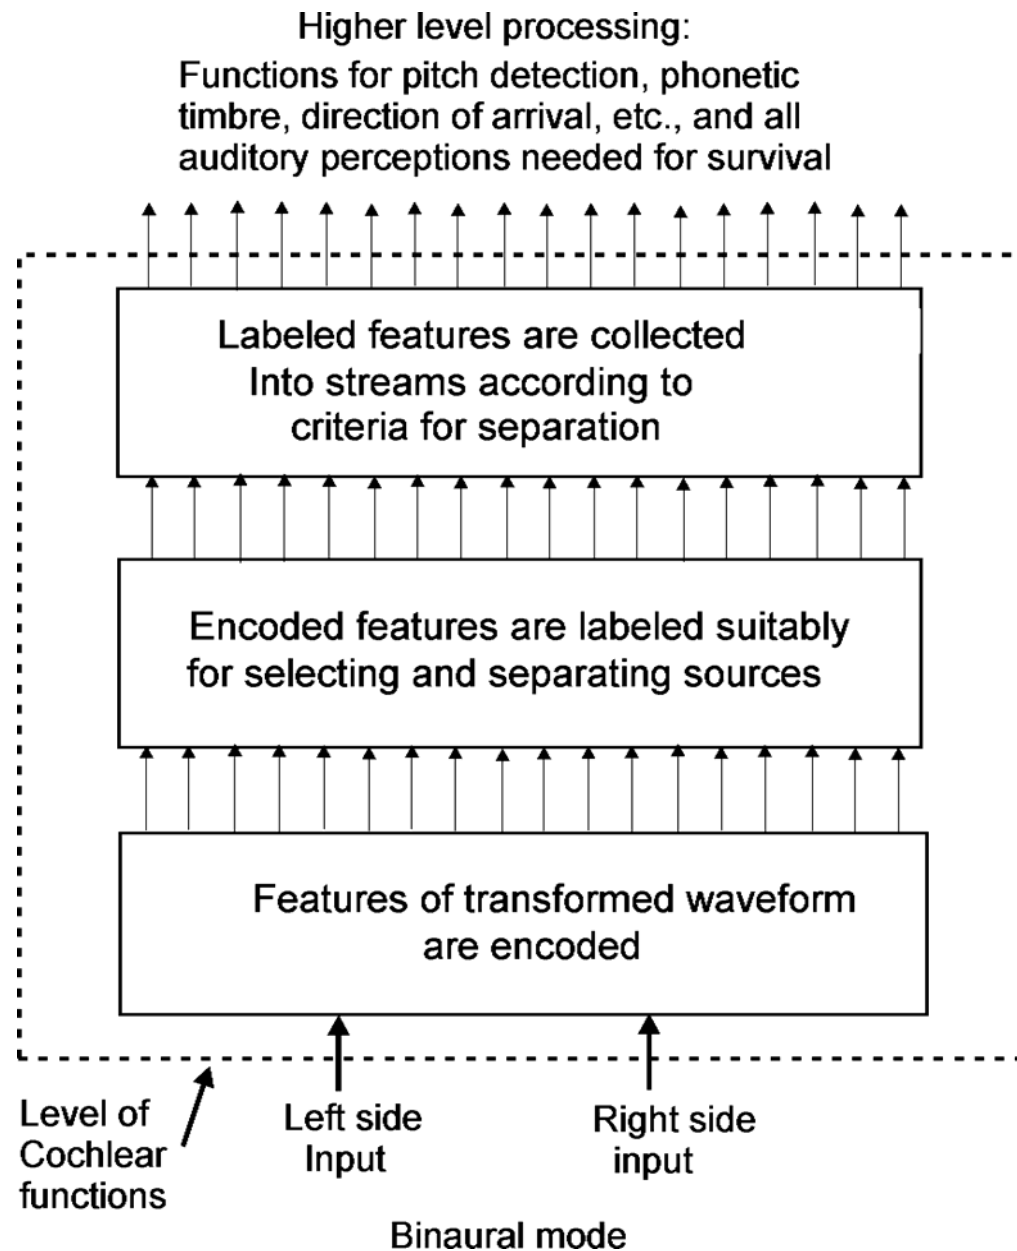 Higher level processing:
Functions for pitch detection, phonetic
timbre, direction of arrival, etc., and all
auditory perceptions needed for survival
Labeled features are collected
Into streams according to
criteria for separation
Encoded features are labeled suitably
for selecting and separating sources
Features of transformed waveform
are encoded
Level of
Cochlear
functions
Left side
Input
Right side
input
Binaural mode